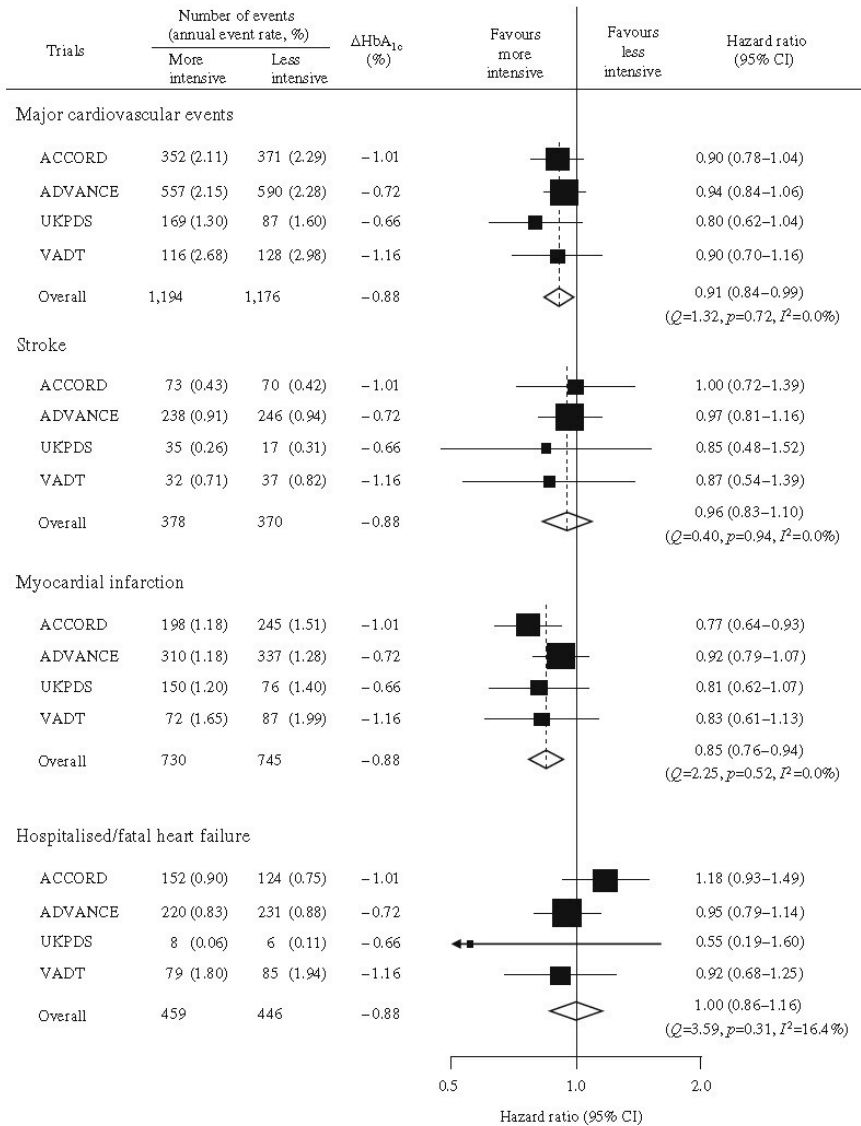 Trials
Number of events
(annual event rate, %)
More
intensive
Less
intensive
ΔHbA1c
(%)
Favours
more
intensive
Favours
less
intensive
Hazard ratio
(95% CI)
Major cardiovascular events
ACCORD 352 (2.11) 371 (2.29) −1.01 0.90 (0.78–1.04)
ADVANCE 557 (2.15) 590 (2.28) −0.72 0.94 (0.84–1.06)
UKPDS 169 (1.30) 87 (1.60) −0.66 0.80 (0.62–1.04)
VADT 116 (2.68) 128 (2.98) −1.16 0.90 (0.70–1.16)
Overall 1,194 1,176 −0.88 0.91 (0.84–0.99)
(Q=1.32, p=0.72, I²=0.0%)
Stroke
ACCORD 73 (0.43) 70 (0.42) −1.01 1.00 (0.72–1.39)
ADVANCE 238 (0.91) 246 (0.94) −0.72 0.97 (0.81–1.16)
UKPDS 35 (0.26) 17 (0.31) −0.66 0.85 (0.48–1.52)
VADT 32 (0.71) 37 (0.82) −1.16 0.87 (0.54–1.39)
Overall 378 370 −0.88 0.96 (0.83–1.10)
(Q=0.40, p=0.94, I²=0.0%)
Myocardial infarction
ACCORD 198 (1.18) 245 (1.51) −1.01 0.77 (0.64–0.93)
ADVANCE 310 (1.18) 337 (1.28) −0.72 0.92 (0.79–1.07)
UKPDS 150 (1.20) 76 (1.40) −0.66 0.81 (0.62–1.07)
VADT 72 (1.65) 87 (1.99) −1.16 0.83 (0.61–1.13)
Overall 730 745 −0.88 0.85 (0.76–0.94)
(Q=2.25, p=0.52, I²=0.0%)
Hospitalised/fatal heart failure
ACCORD 152 (0.90) 124 (0.75) −1.01 1.18 (0.93–1.49)
ADVANCE 220 (0.83) 231 (0.88) −0.72 0.95 (0.79–1.14)
UKPDS 8 (0.06) 6 (0.11) −0.66 0.55 (0.19–1.60)
VADT 79 (1.80) 85 (1.94) −1.16 0.92 (0.68–1.25)
Overall 459 446 −0.88 1.00 (0.86–1.16)
(Q=3.59, p=0.31, I²=16.4%)
0.5 1.0 2.0
Hazard ratio (95% CI)